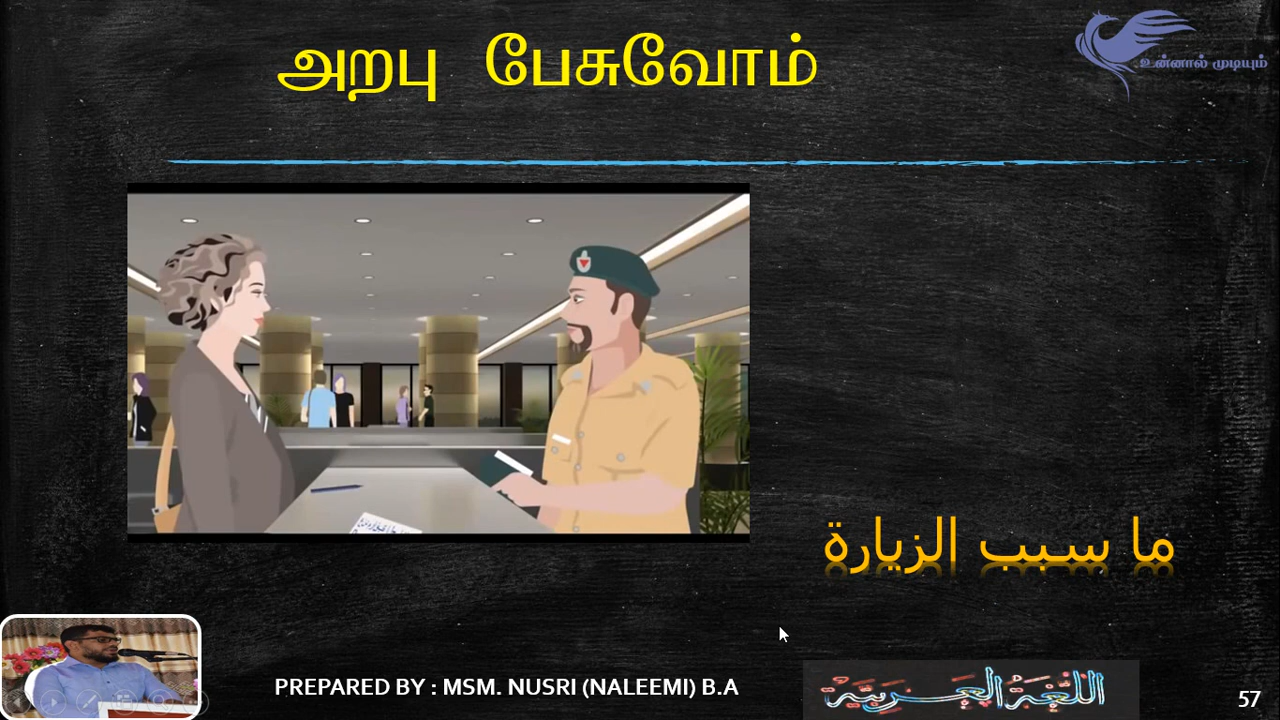 அறபு பேசுவோம்
உன்னால் முடியும்
ما سبب الزيارة
PREPARED BY : MSM. NUSRI (NALEEMI) B.A
اللغة العربية
57